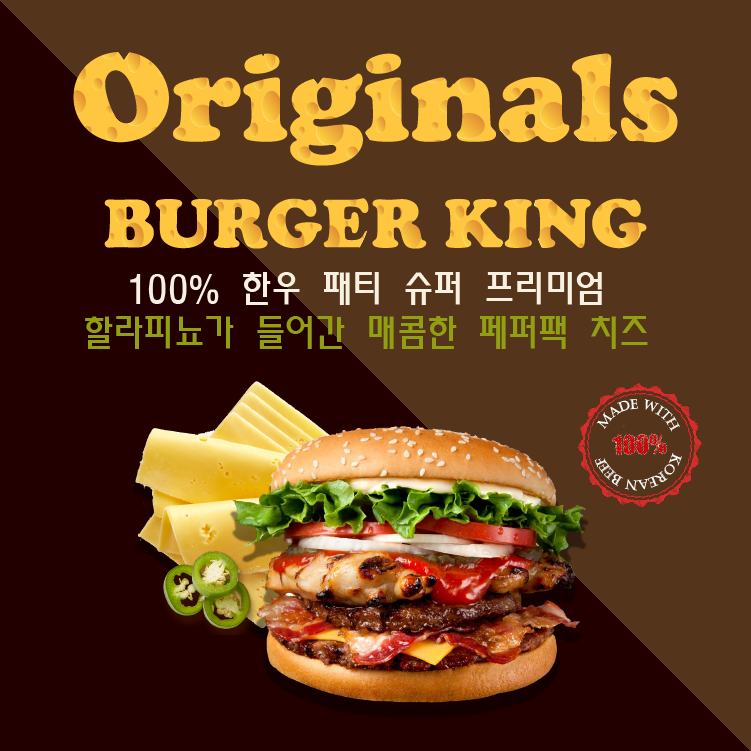 Originals
BURGER KING
100% 한우 패티 슈퍼 프리미엄
할라피뇨가 들어간 매콤한 페퍼팩 치즈
MADE WITH
100%
KOREAN BEEF